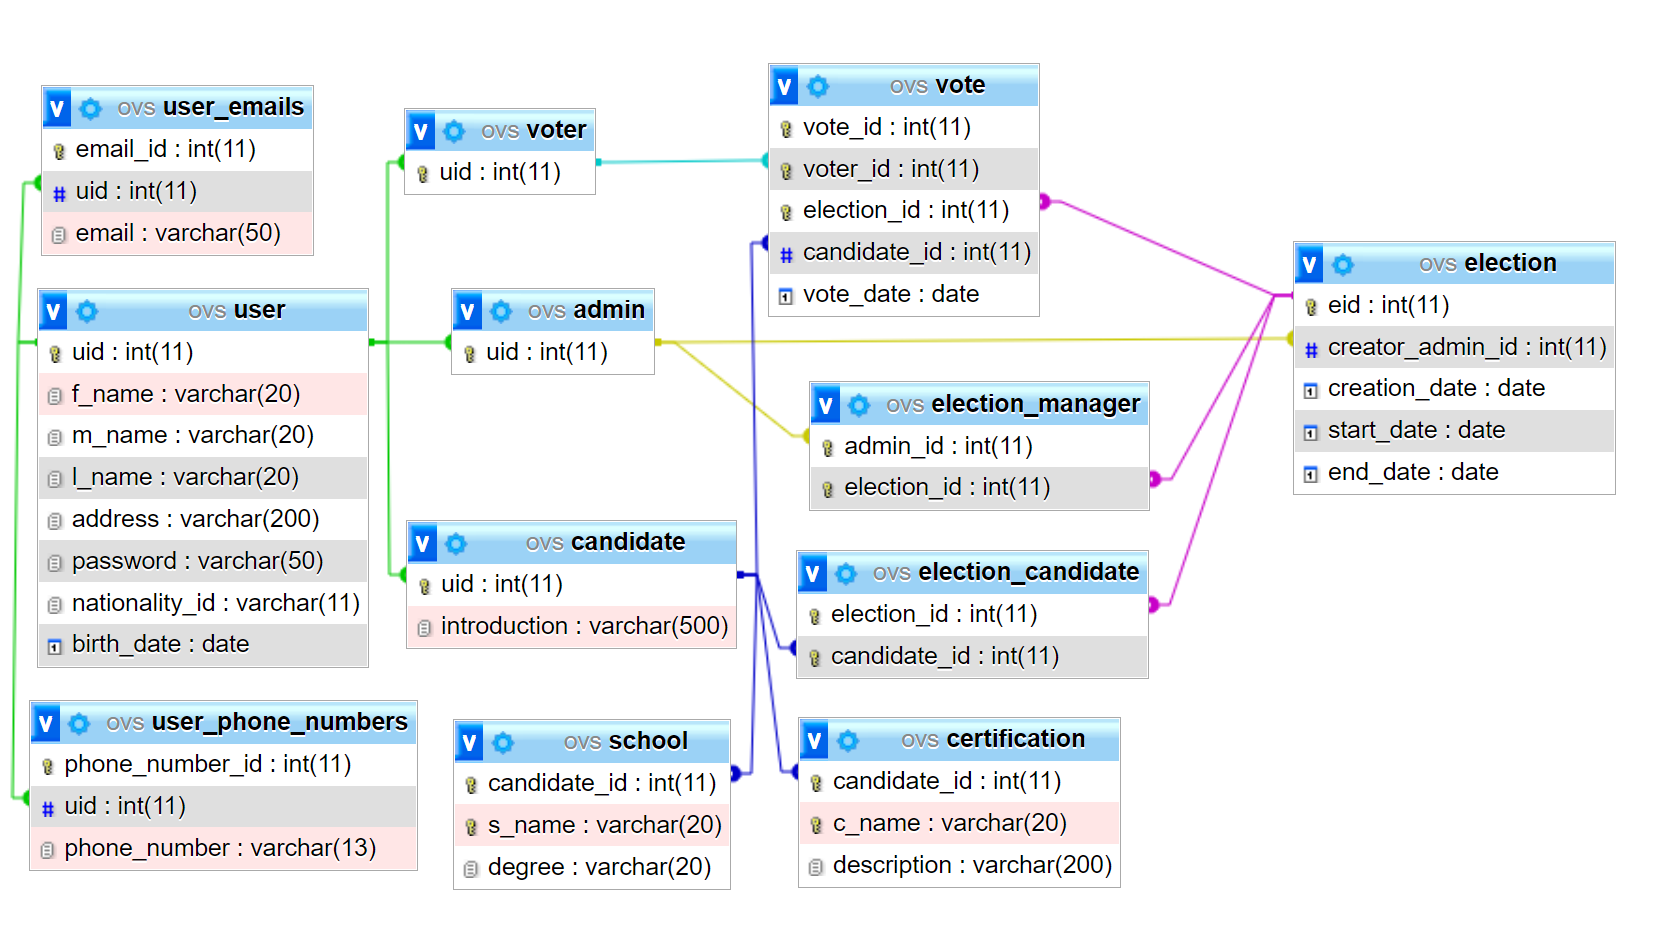 V ovs user_emails
email_id : int(11)
# uid : int(11)
email : varchar(50)
V ovs user
uid : int(11)
f_name : varchar(20)
m_name : varchar(20)
l_name : varchar(20)
address : varchar(200)
password : varchar(50)
nationality_id : varchar(11)
birth_date : date
V ovs user_phone_numbers
phone_number_id : int(11)
# uid : int(11)
phone_number : varchar(13)
V ovs voter
uid : int(11)
V ovs admin
uid : int(11)
V ovs candidate
uid : int(11)
introduction : varchar(500)
V ovs school
candidate_id : int(11)
s_name : varchar(20)
degree : varchar(20)
V ovs vote
vote_id : int(11)
voter_id : int(11)
election_id : int(11)
# candidate_id : int(11)
vote_date : date
V ovs election_manager
admin_id : int(11)
election_id : int(11)
V ovs election_candidate
election_id : int(11)
candidate_id : int(11)
V ovs certification
candidate_id : int(11)
c_name : varchar(20)
description : varchar(200)
V ovs election
eid : int(11)
# creator_admin_id : int(11)
creation_date : date
start_date : date
end_date : date